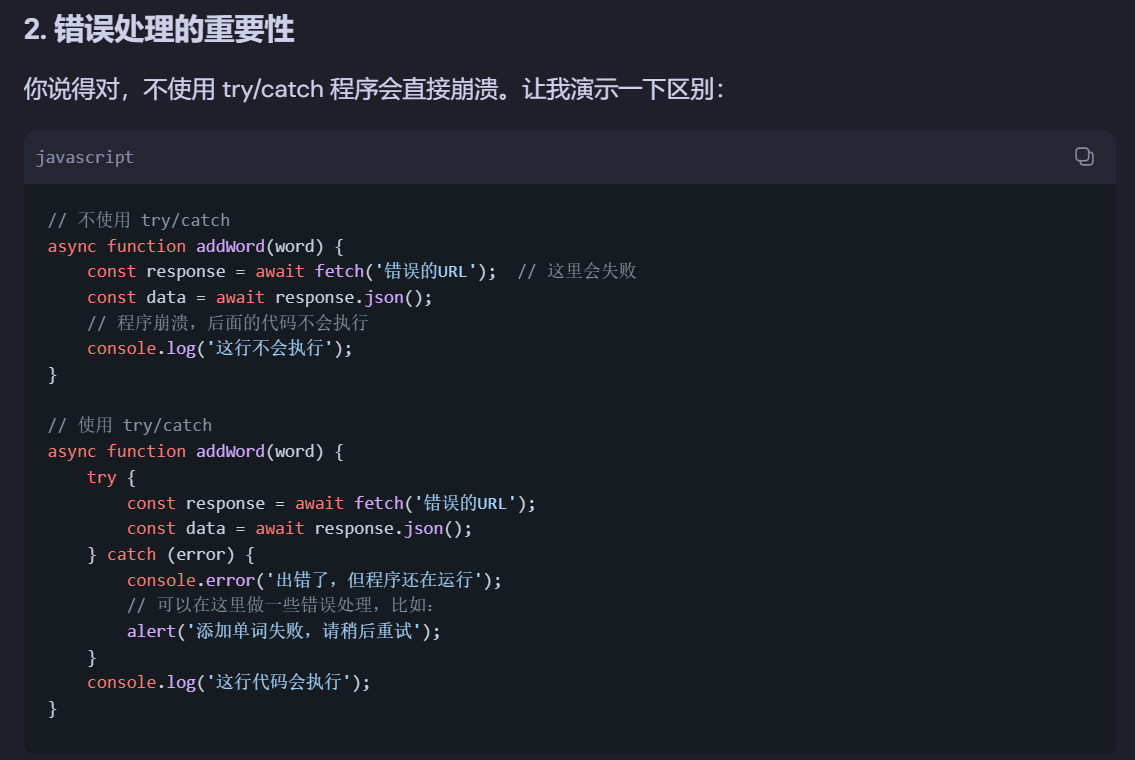 2. 错误处理的重要性
你说得对，不使用 try/catch 程序会直接崩溃。让我演示一下区别：
javascript
// 不使用 try/catch
async function addWord(word) {
    const response = await fetch('错误的URL');  // 这里会失败
    const data = await response.json();
    // 程序崩溃，后面的代码不会执行
    console.log('这行不会执行');
}

// 使用 try/catch
async function addWord(word) {
    try {
        const response = await fetch('错误的URL');
        const data = await response.json();
    } catch (error) {
        console.error('出错了，但程序还在运行');
        // 可以在这里做一些错误处理，比如：
        alert('添加单词失败，请稍后重试');
    }
    console.log('这行代码会执行');
}